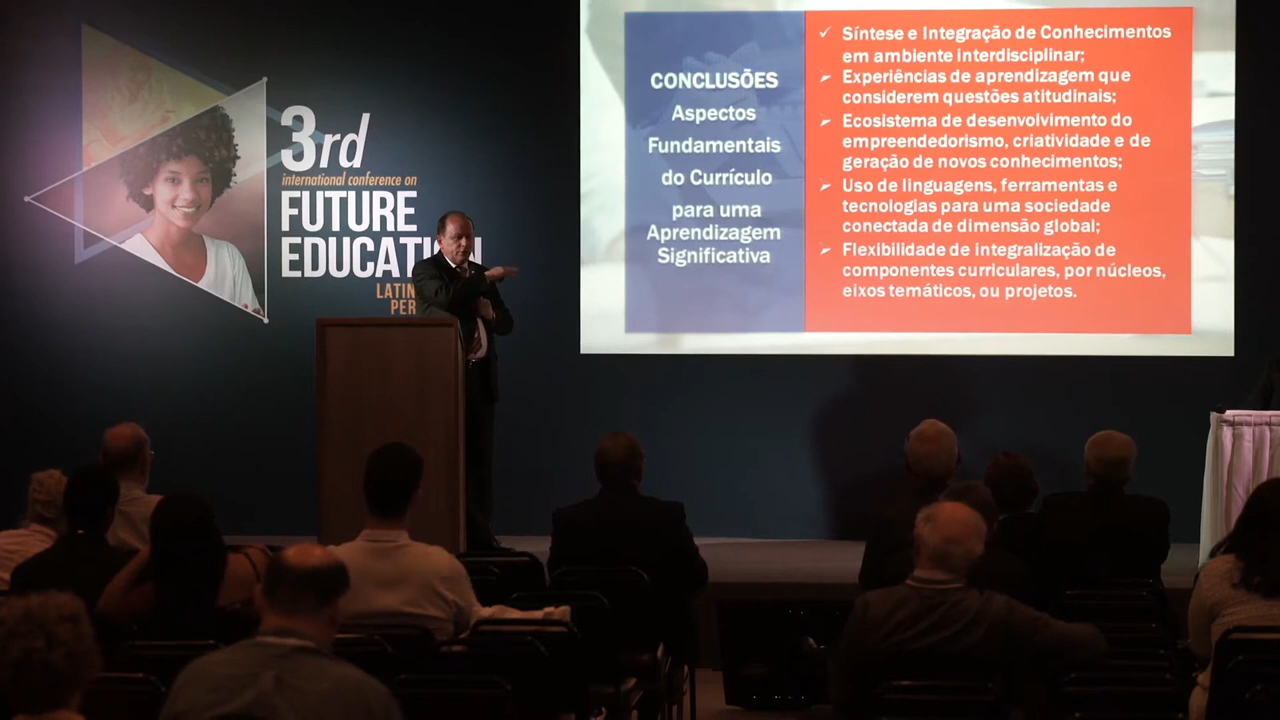 3rd
international conference on
FUTURE
EDUCATION
LATIN
PER
CONCLUSÕES
Aspectos
Fundamentais
do Currículo
para uma
Aprendizagem
Significativa
✓ Síntese e Integração de Conhecimentos
em ambiente interdisciplinar;
➢ Experiências de aprendizagem que
considerem questões atitudinais;
➢ Ecosistema de desenvolvimento do
empreendedorismo, criatividade e de
geração de novos conhecimentos;
➢ Uso de linguagens, ferramentas e
tecnologias para uma sociedade
conectada de dimensão global;
➢ Flexibilidade de integralização de
componentes curriculares, por núcleos,
eixos temáticos, ou projetos.